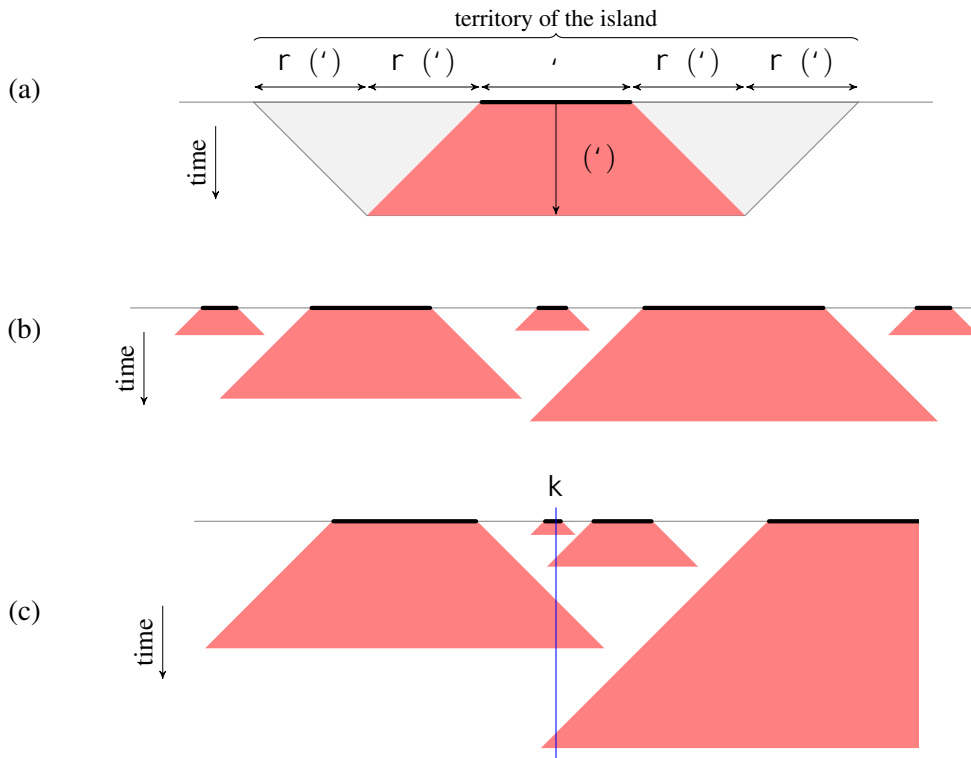 territory of the island
r (‘) r (‘) ‘ r (‘) r (‘)
(a)
(‘)
time
(b)
time
k
(c)
time